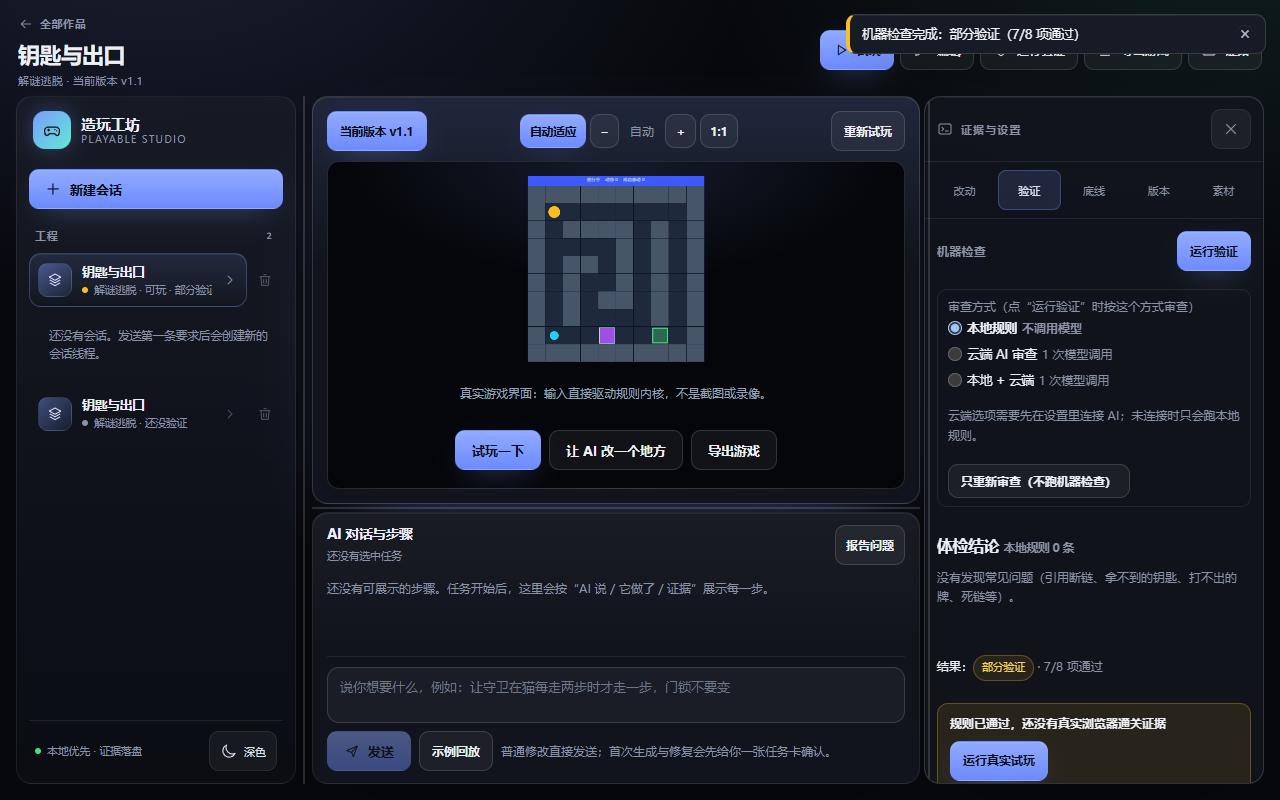 全部作品
钥匙与出口
解谜逃脱 · 当前版本 v1.1
机器检查完成：部分验证（7/8 项通过）
造玩工坊
PLAYABLE STUDIO
新建会话
工程
2
钥匙与出口
解谜逃脱 · 可玩 · 部分验证
还没有会话。发送第一条要求后会创建新的
会话线程。
钥匙与出口
解谜逃脱 · 还没验证
本地优先 · 证据落盘
深色
当前版本 v1.1
自动适应
−
自动
+
1:1
重新试玩
真实游戏界面：输入直接驱动规则内核，不是截图或录像。
试玩一下
让 AI 改一个地方
导出游戏
AI 对话与步骤
还没有选中任务
报告问题
还没有可展示的步骤。任务开始后，这里会按“AI 说 / 它做了 / 证据”展示每一步。
说你想要什么，例如：让守卫在猫每走两步时才走一步，门锁不要变
发送
示例回放
普通修改直接发送；首次生成与修复会先给你一张任务卡确认。
证据与设置
改动
验证
底线
版本
素材
机器检查
运行验证
审查方式（点“运行验证”时按这个方式审查）
本地规则 不调用模型
云端 AI 审查 1 次模型调用
本地 + 云端 1 次模型调用
云端选项需要先在设置里连接 AI；未连接时只会跑本地
规则。
只重新审查（不跑机器检查）
体检结论 本地规则 0 条
没有发现常见问题（引用断链、拿不到的钥匙、打不出的
牌、死链等）。
结果： 部分验证 · 7/8 项通过
规则已通过，还没有真实浏览器通关证据
运行真实试玩